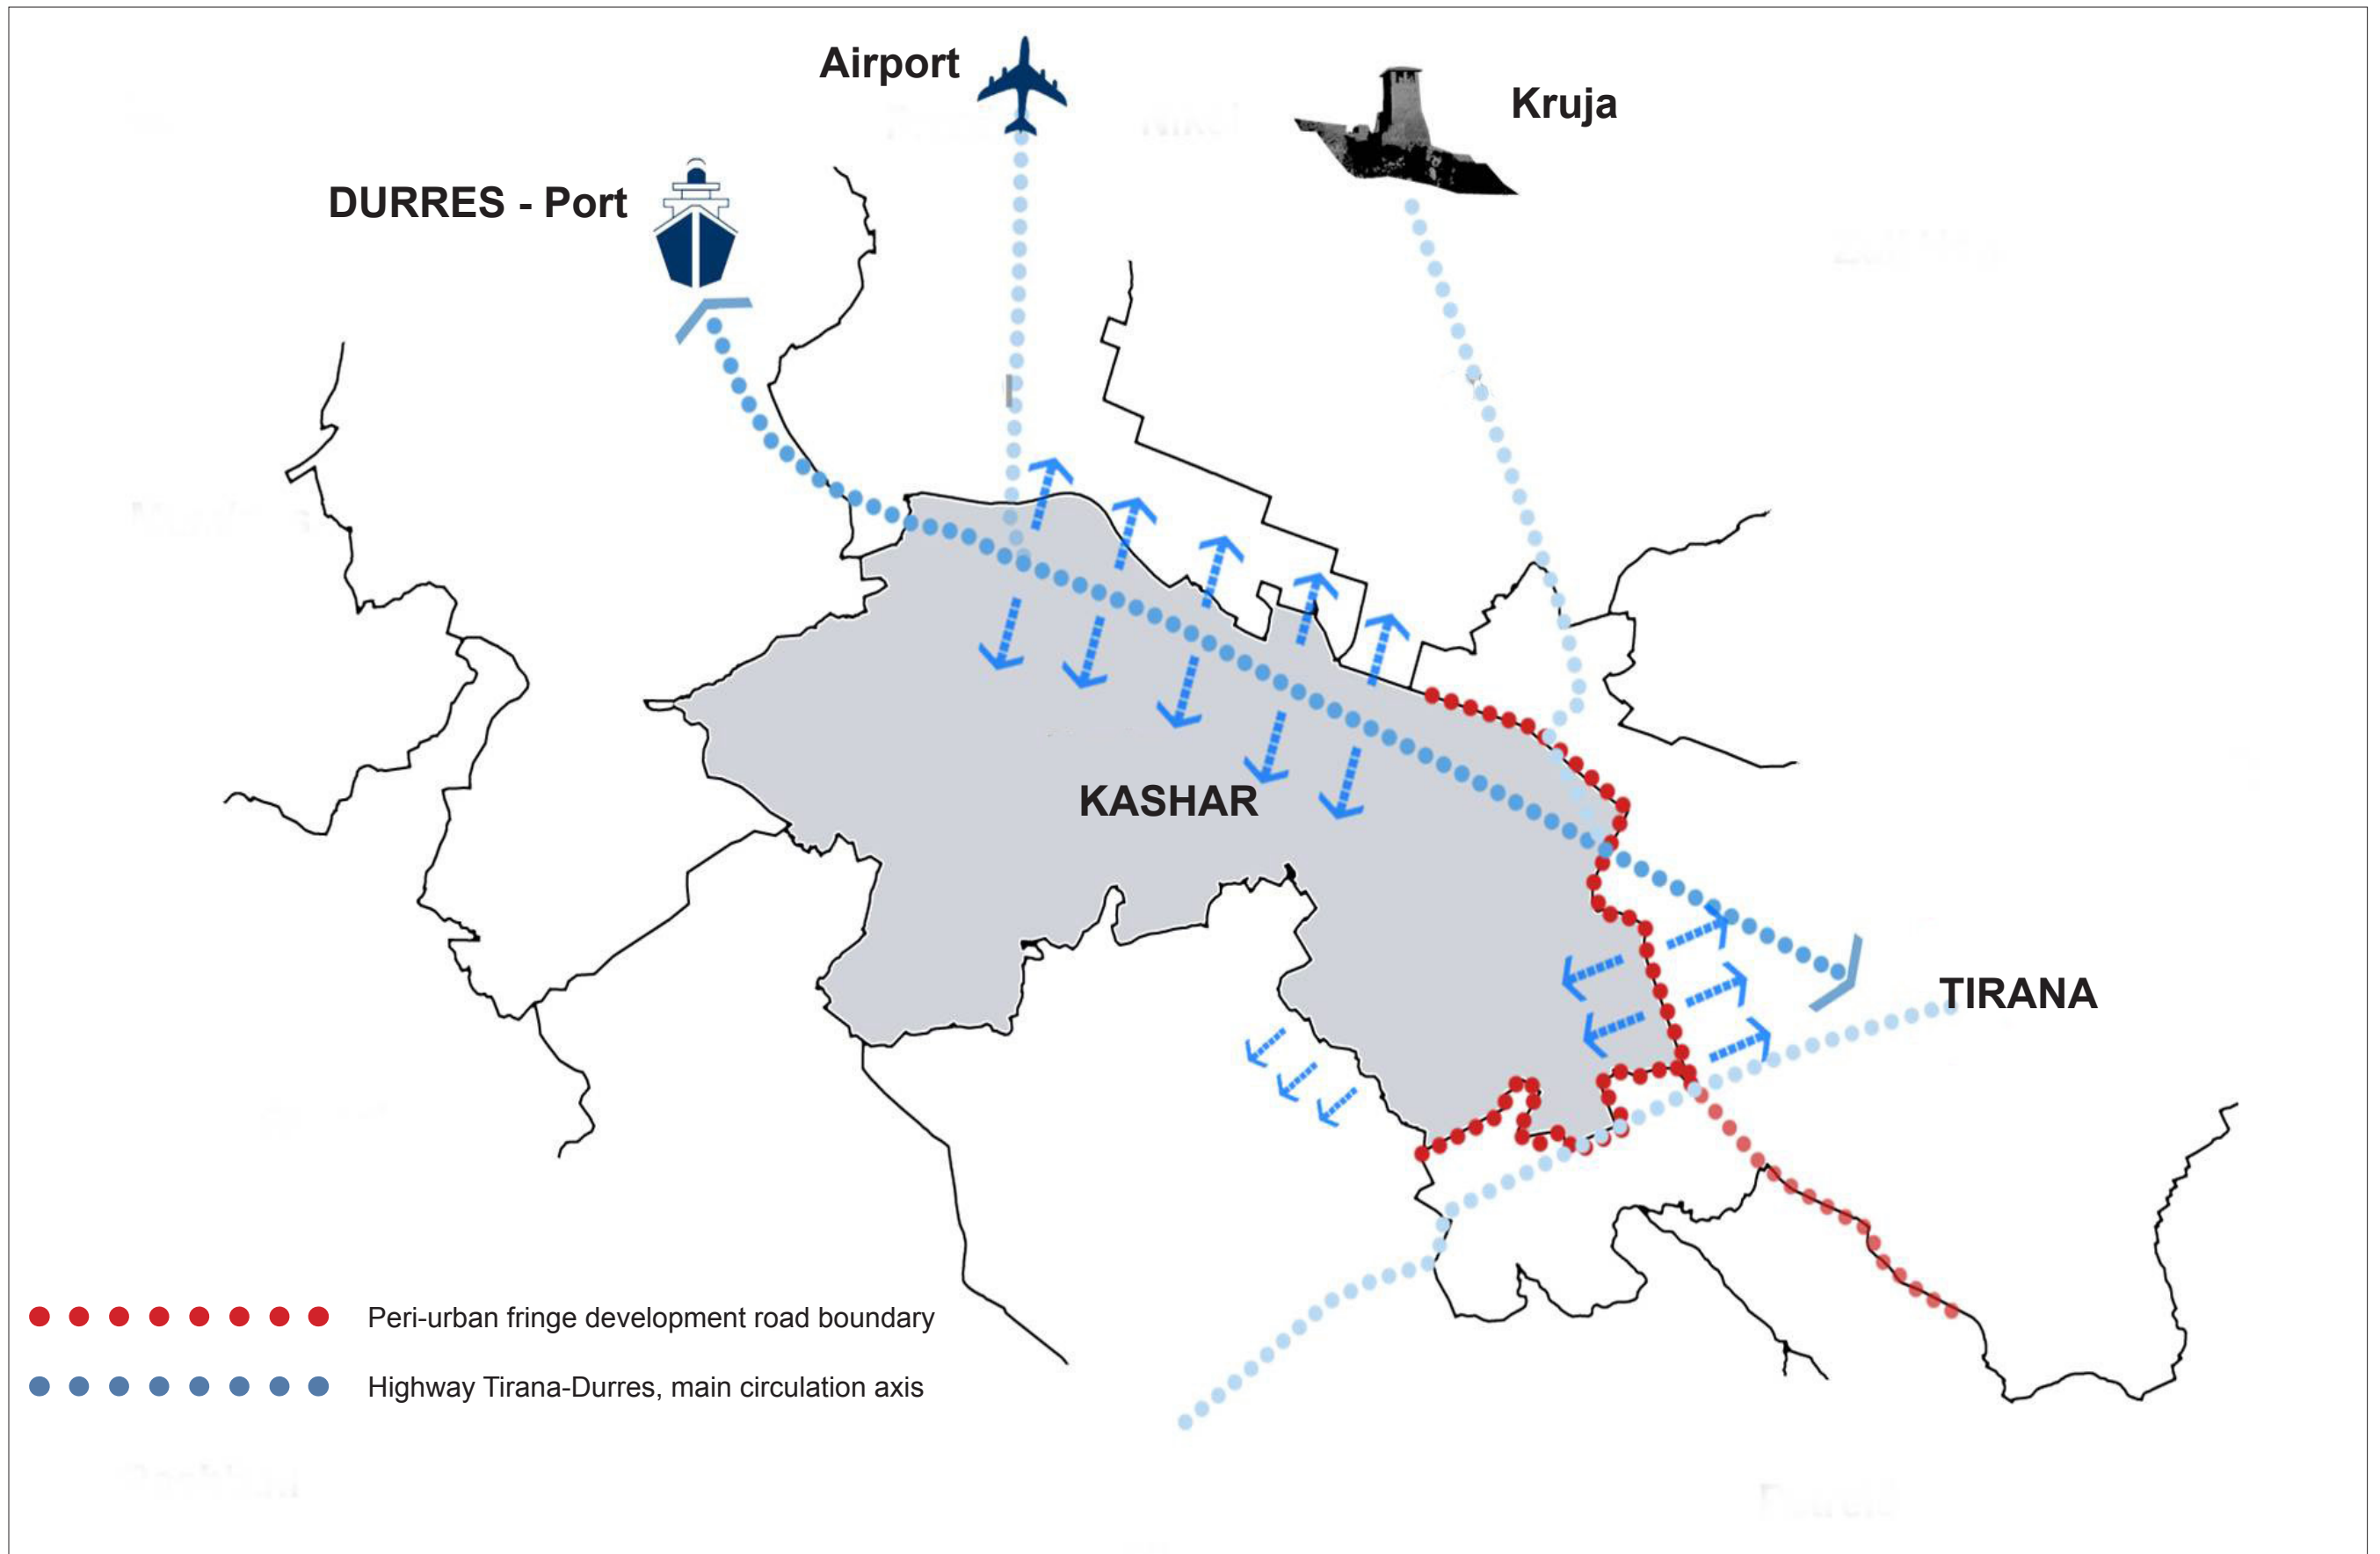 Airport
Kruja
DURRES - Port
KASHAR
TIRANA
Peri-urban fringe development road boundary
Highway Tirana-Durres, main circulation axis